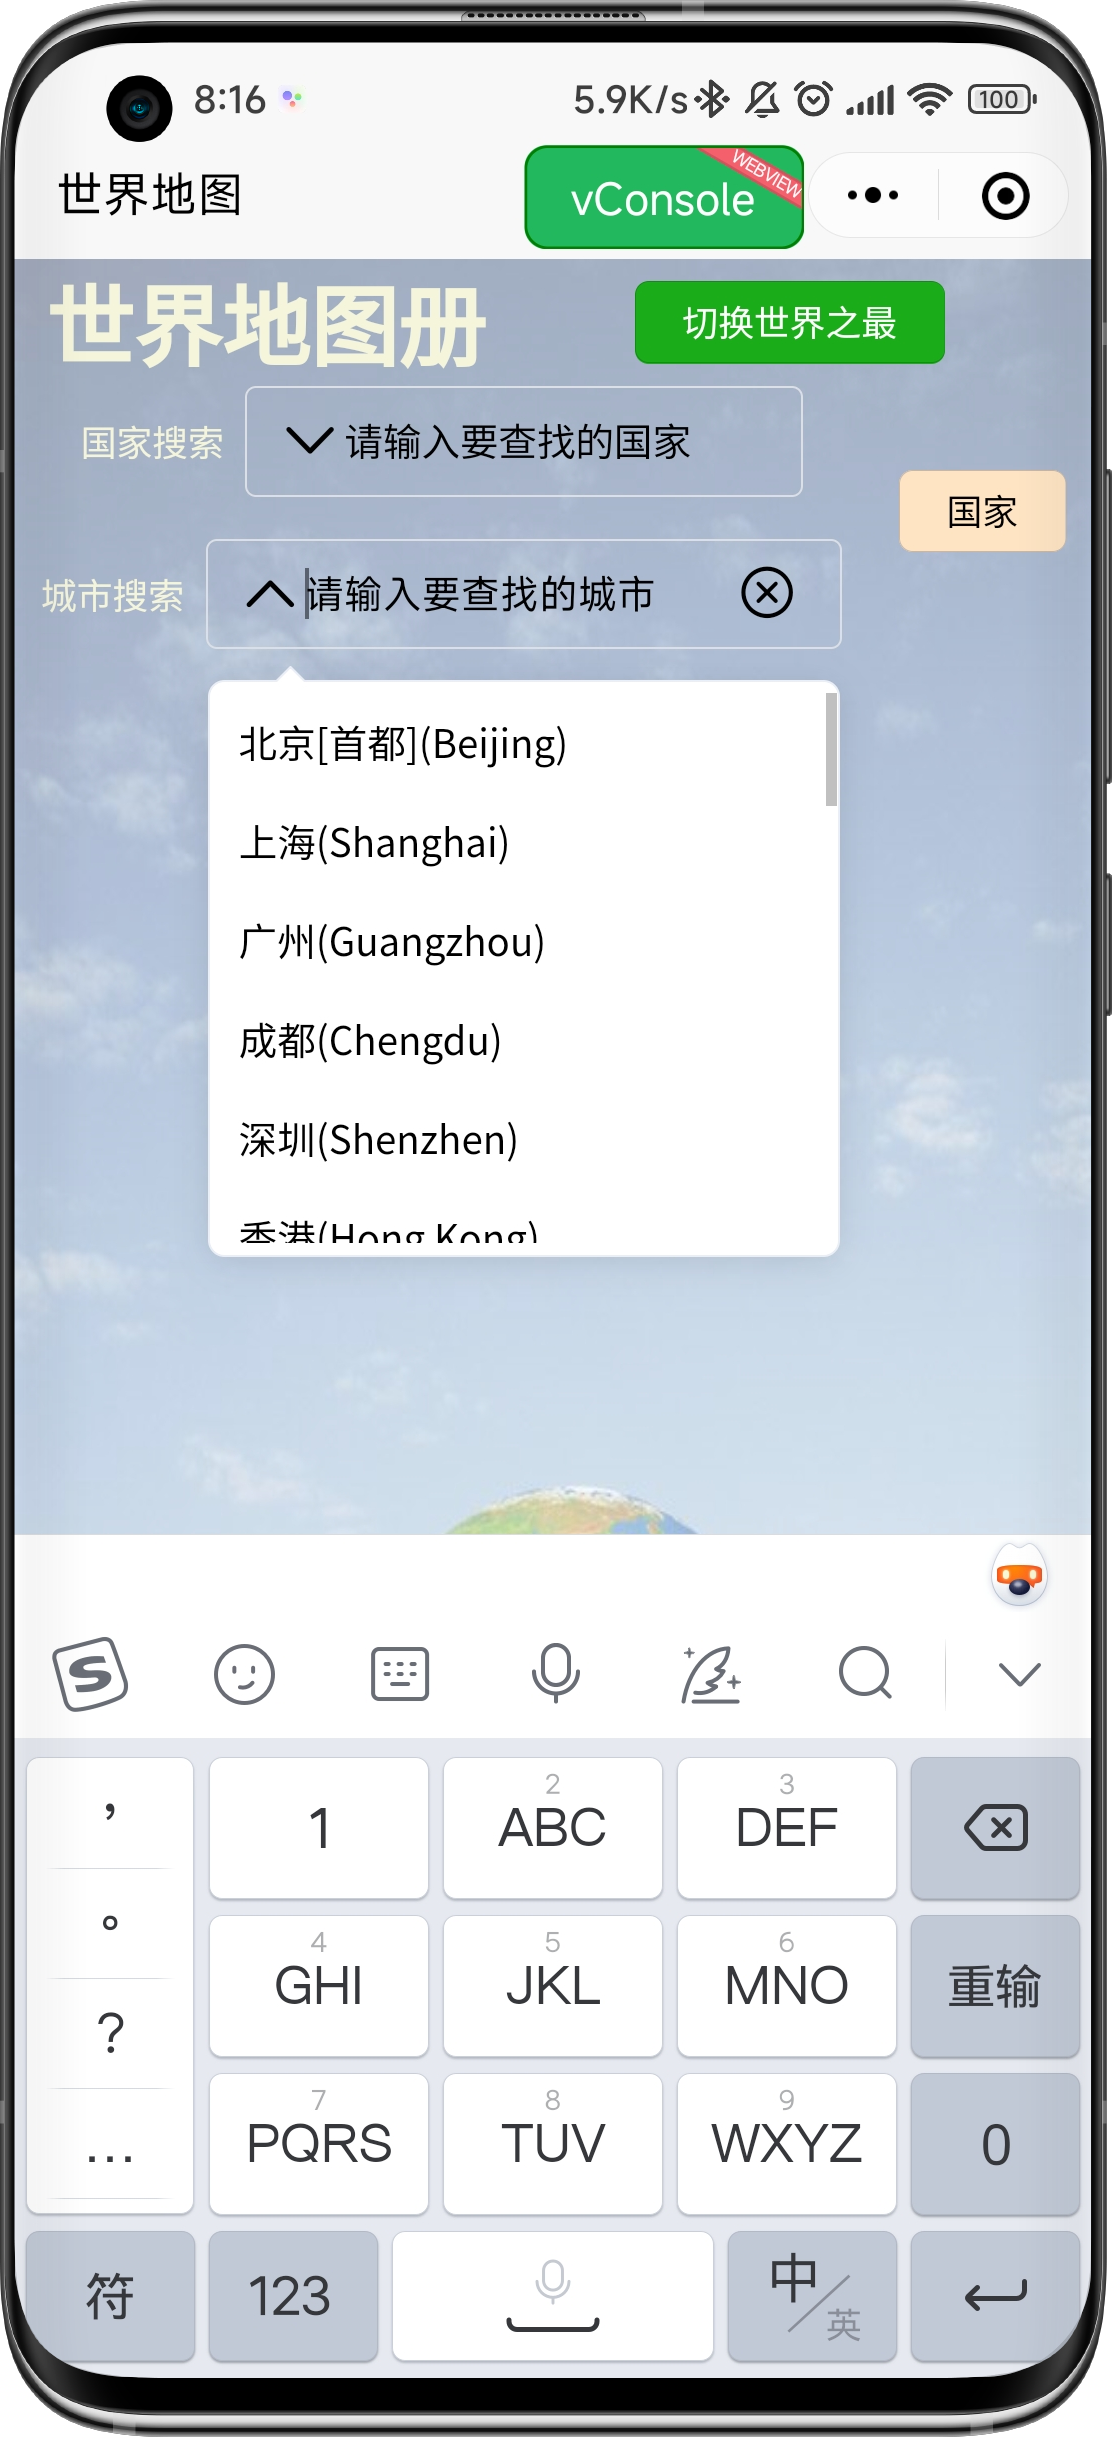 8:16 5.9K/s 100
世界地图 vConsole WEBVIEW
世界地图册 切换世界之最
国家搜索 请输入要查找的国家
国家
城市搜索 请输入要查找的城市
北京[首都](Beijing)
上海(Shanghai)
广州(Guangzhou)
成都(Chengdu)
深圳(Shenzhen)
香港(Hong Kong)
S
, 1 2 ABC 3 DEF
。 4 GHI 5 JKL 6 MNO 重输
? 7 PQRS 8 TUV 9 WXYZ 0
...
符 123 中/英